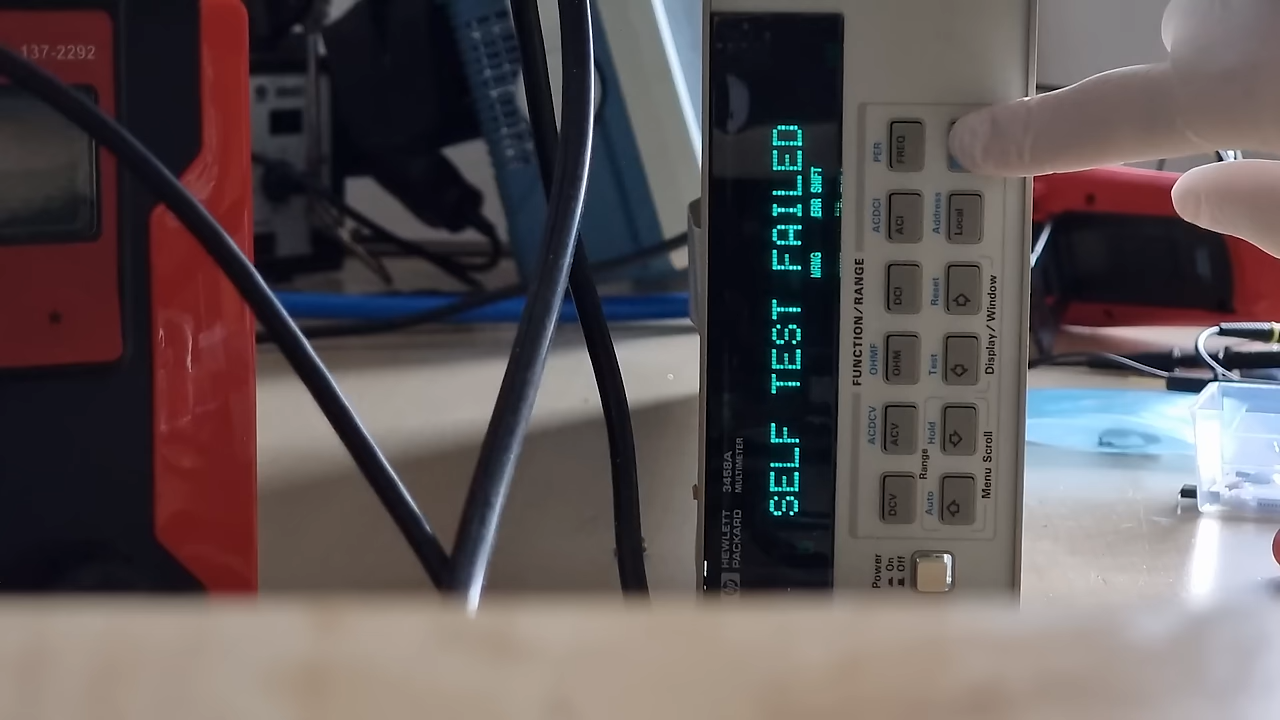 137-2292
SELF TEST FAILED
MRNG ERR SHIFT
HEWLETT 3458A
PACKARD MULTIMETER
hp
FUNCTION/RANGE
ACDCV OHMF ACDCI PER
DCV ACV OHM DCI ACI FREQ
Auto Range Hold Test Reset Address
Local
Menu Scroll Display/Window
Power
On
Off